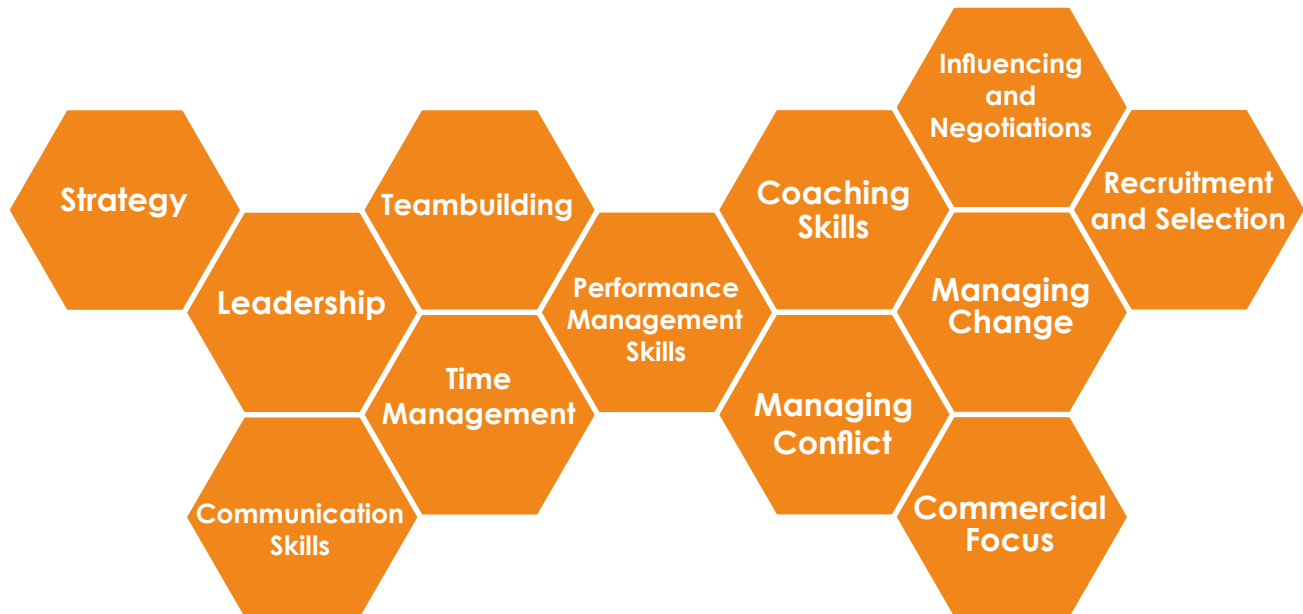 Strategy
Leadership
Communication
Skills
Teambuilding
Time
Management
Performance
Management
Skills
Coaching
Skills
Managing
Conflict
Influencing
and
Negotiations
Managing
Change
Commercial
Focus
Recruitment
and Selection